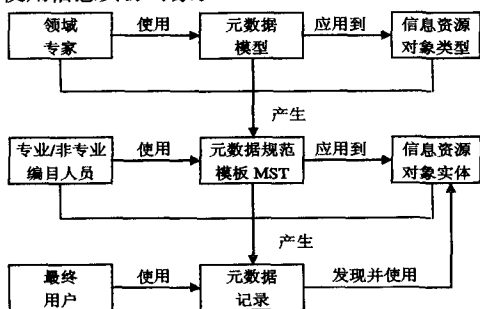 领域
专家
使用
元数据
模型
应用到
信息资源
对象类型
产生
专业/非专业
编目人员
使用
元数据规范
模板 MST
应用到
信息资源
对象实体
产生
最终
用户
使用
元数据
记录
发现并使用